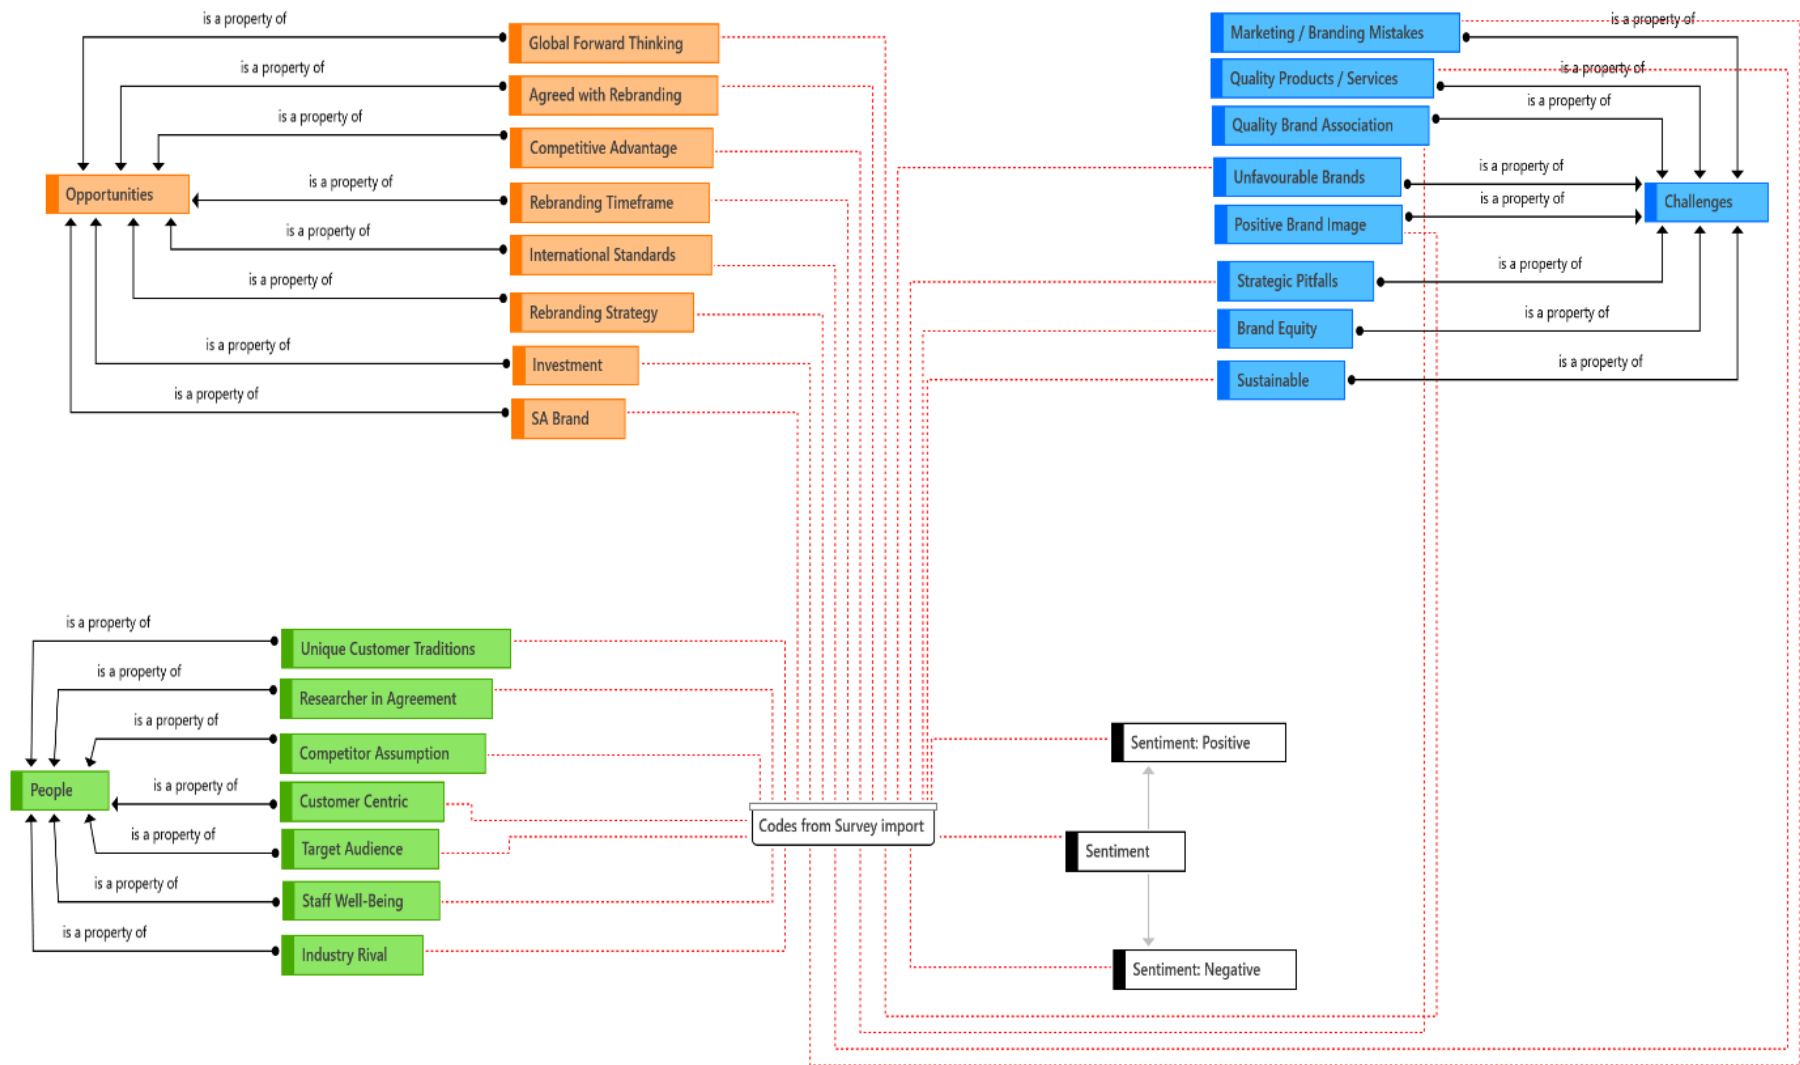 is a property of
Global Forward Thinking
is a property of
Agreed with Rebranding
is a property of
Competitive Advantage
is a property of
Opportunities
Rebranding Timeframe
is a property of
International Standards
is a property of
Rebranding Strategy
is a property of
Investment
is a property of
SA Brand
Marketing / Branding Mistakes
is a property of
Quality Products / Services
is a property of
Quality Brand Association
is a property of
Unfavourable Brands
is a property of
Challenges
Positive Brand Image
is a property of
Strategic Pitfalls
is a property of
Brand Equity
is a property of
Sustainable
is a property of
is a property of
Unique Customer Traditions
is a property of
Researcher in Agreement
is a property of
Competitor Assumption
People
is a property of
Customer Centric
is a property of
Target Audience
is a property of
Staff Well-Being
is a property of
Industry Rival
Codes from Survey import
Sentiment: Positive
Sentiment
Sentiment: Negative